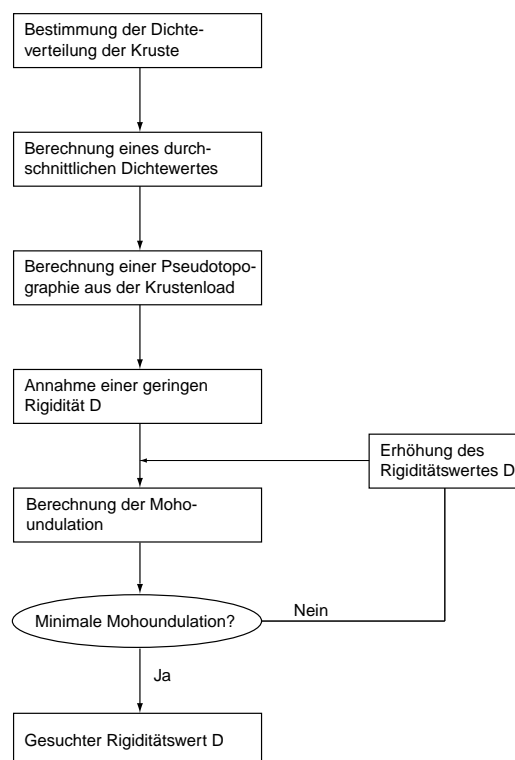 Bestimmung der Dichte-
verteilung der Kruste
Berechnung eines durch-
schnittlichen Dichtewertes
Berechnung einer Pseudotopo-
graphie aus der Krustenload
Annahme einer geringen
Rigidität D
Erhöhung des
Rigiditätswertes D
Berechnung der Moho-
undulation
Minimale Mohoundulation?
Nein
Ja
Gesuchter Rigiditätswert D